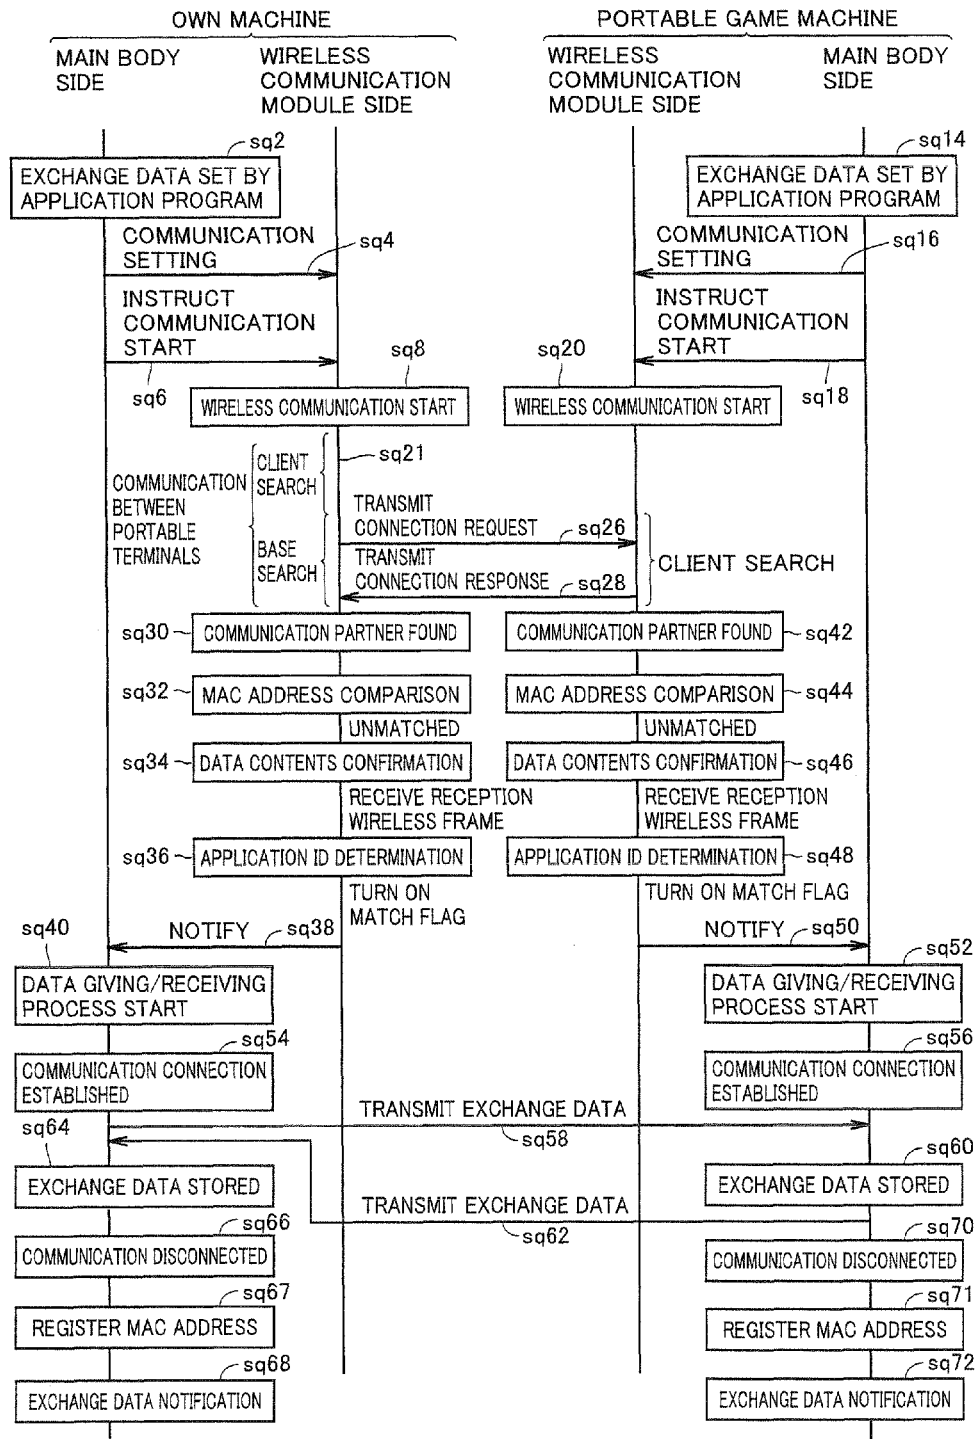 OWN MACHINE
PORTABLE GAME MACHINE
MAIN BODY
SIDE
WIRELESS
COMMUNICATION
MODULE SIDE
WIRELESS
COMMUNICATION
MODULE SIDE
MAIN BODY
SIDE
sq2
EXCHANGE DATA SET BY
APPLICATION PROGRAM
sq14
EXCHANGE DATA SET BY
APPLICATION PROGRAM
COMMUNICATION
SETTING
sq4
COMMUNICATION
SETTING
sq16
INSTRUCT
COMMUNICATION
START
sq6
INSTRUCT
COMMUNICATION
START
sq18
sq8
WIRELESS COMMUNICATION START
sq20
WIRELESS COMMUNICATION START
COMMUNICATION
BETWEEN
PORTABLE
TERMINALS
CLIENT
SEARCH
BASE
SEARCH
sq21
TRANSMIT
CONNECTION REQUEST
sq26
TRANSMIT
CONNECTION RESPONSE
sq28
CLIENT SEARCH
sq30
COMMUNICATION PARTNER FOUND
COMMUNICATION PARTNER FOUND
sq42
sq32
MAC ADDRESS COMPARISON
MAC ADDRESS COMPARISON
sq44
UNMATCHED
UNMATCHED
sq34
DATA CONTENTS CONFIRMATION
DATA CONTENTS CONFIRMATION
sq46
RECEIVE RECEPTION
WIRELESS FRAME
RECEIVE RECEPTION
WIRELESS FRAME
sq36
APPLICATION ID DETERMINATION
APPLICATION ID DETERMINATION
sq48
TURN ON
MATCH FLAG
TURN ON MATCH FLAG
NOTIFY
sq38
NOTIFY
sq50
sq40
DATA GIVING/RECEIVING
PROCESS START
sq52
DATA GIVING/RECEIVING
PROCESS START
sq54
COMMUNICATION CONNECTION
ESTABLISHED
sq56
COMMUNICATION CONNECTION
ESTABLISHED
TRANSMIT EXCHANGE DATA
sq58
sq64
EXCHANGE DATA STORED
sq60
EXCHANGE DATA STORED
TRANSMIT EXCHANGE DATA
sq62
sq66
COMMUNICATION DISCONNECTED
sq70
COMMUNICATION DISCONNECTED
sq67
REGISTER MAC ADDRESS
sq71
REGISTER MAC ADDRESS
sq68
EXCHANGE DATA NOTIFICATION
sq72
EXCHANGE DATA NOTIFICATION